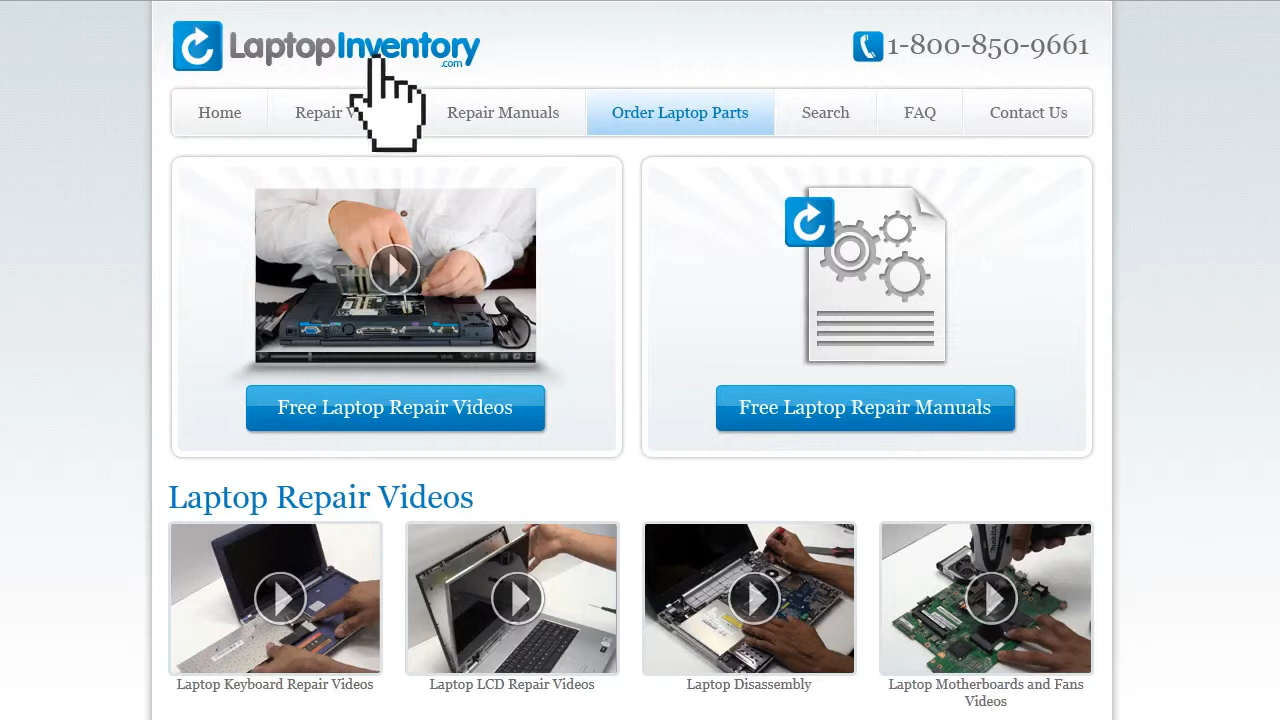 LaptopInventory
.com
1-800-850-9661
Home
Repair V
Repair Manuals
Order Laptop Parts
Search
FAQ
Contact Us
Free Laptop Repair Videos
Free Laptop Repair Manuals
Laptop Repair Videos
Laptop Keyboard Repair Videos
Laptop LCD Repair Videos
Laptop Disassembly
Laptop Motherboards and Fans
Videos